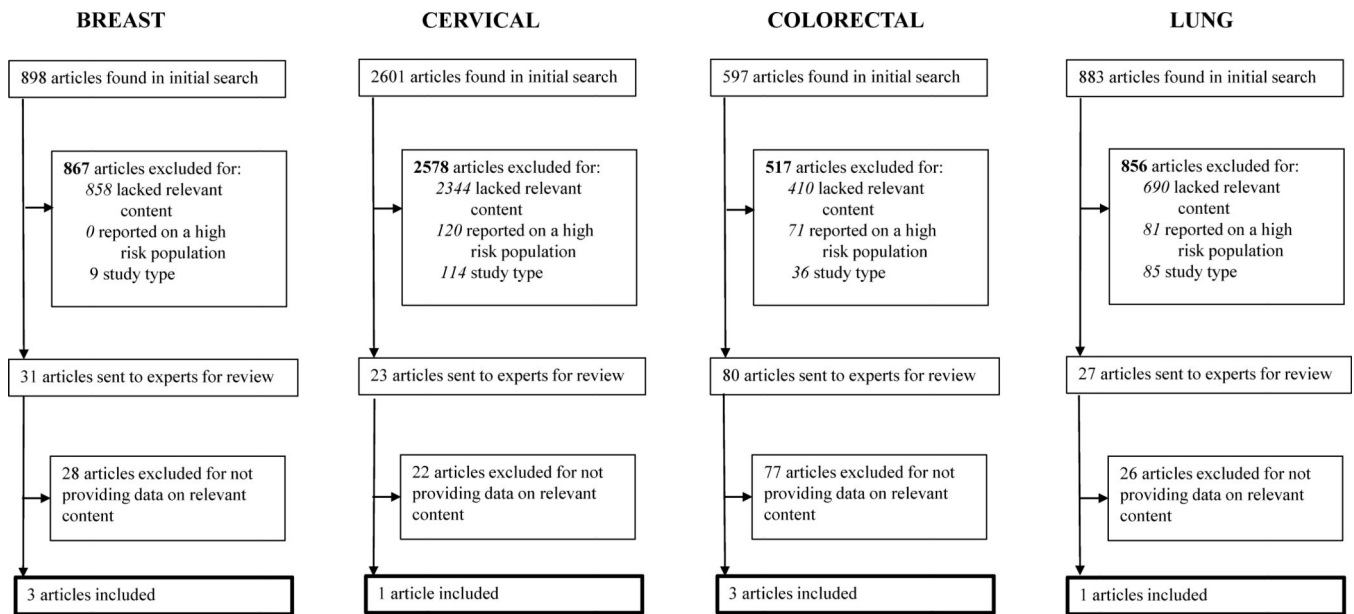 BREAST
898 articles found in initial search
867 articles excluded for:
858 lacked relevant
content
0 reported on a high
risk population
9 study type
31 articles sent to experts for review
28 articles excluded for not
providing data on relevant
content
3 articles included
CERVICAL
2601 articles found in initial search
2578 articles excluded for:
2344 lacked relevant
content
120 reported on a high
risk population
114 study type
23 articles sent to experts for review
22 articles excluded for not
providing data on relevant
content
1 article included
COLORECTAL
597 articles found in initial search
517 articles excluded for:
410 lacked relevant
content
71 reported on a high
risk population
36 study type
80 articles sent to experts for review
77 articles excluded for not
providing data on relevant
content
3 articles included
LUNG
883 articles found in initial search
856 articles excluded for:
690 lacked relevant
content
81 reported on a high
risk population
85 study type
27 articles sent to experts for review
26 articles excluded for not
providing data on relevant
content
1 articles included